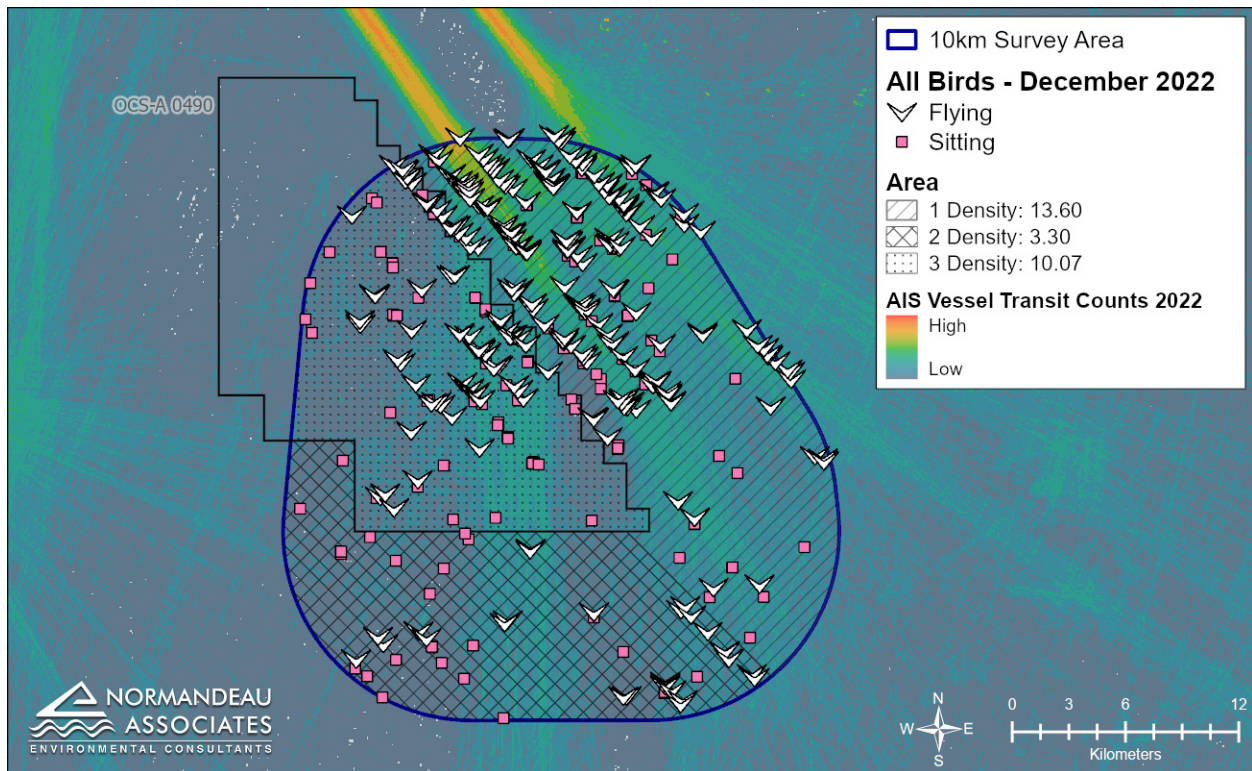 OCS-A 0490
10km Survey Area
All Birds - December 2022
Flying
Sitting
Area
1 Density: 13.60
2 Density: 3.30
3 Density: 10.07
AIS Vessel Transit Counts 2022
High
Low
NORMANDEAU
ASSOCIATES
ENVIRONMENTAL CONSULTANTS
N
W E
S
0 3 6 12
Kilometers